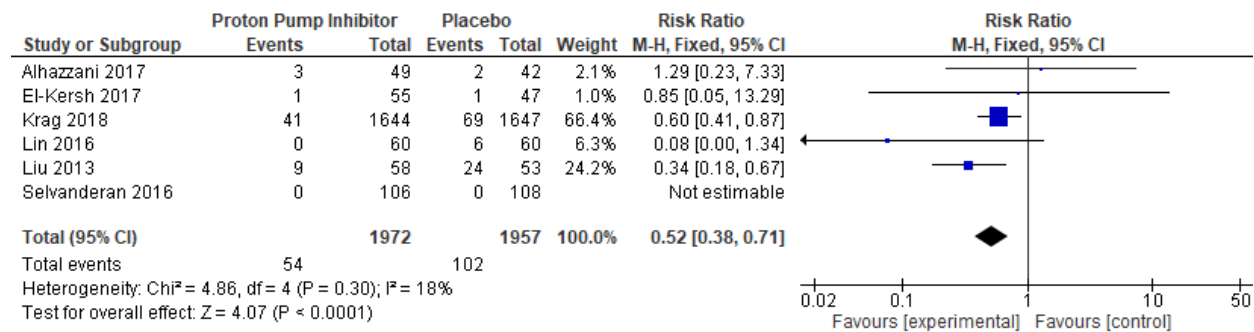 Proton Pump Inhibitor Placebo Risk Ratio Risk Ratio
Study or Subgroup Events Total Events Total Weight M-H, Fixed, 95% CI M-H, Fixed, 95% CI
Alhazzani 2017 3 49 2 42 2.1% 1.29 [0.23, 7.33]
El-Kersh 2017 1 55 1 47 1.0% 0.85 [0.05, 13.29]
Krag 2018 41 1644 69 1647 66.4% 0.60 [0.41, 0.87]
Lin 2016 0 60 6 60 6.3% 0.08 [0.00, 1.34]
Liu 2013 9 58 24 53 24.2% 0.34 [0.18, 0.67]
Selvanderan 2016 0 106 0 108 Not estimable
Total (95% CI) 1972 1957 100.0% 0.52 [0.38, 0.71]
Total events 54 102
Heterogeneity: Chi² = 4.86, df = 4 (P = 0.30); I² = 18%
Test for overall effect: Z = 4.07 (P < 0.0001)
0.02 0.1 1 10 50
Favours [experimental] Favours [control]